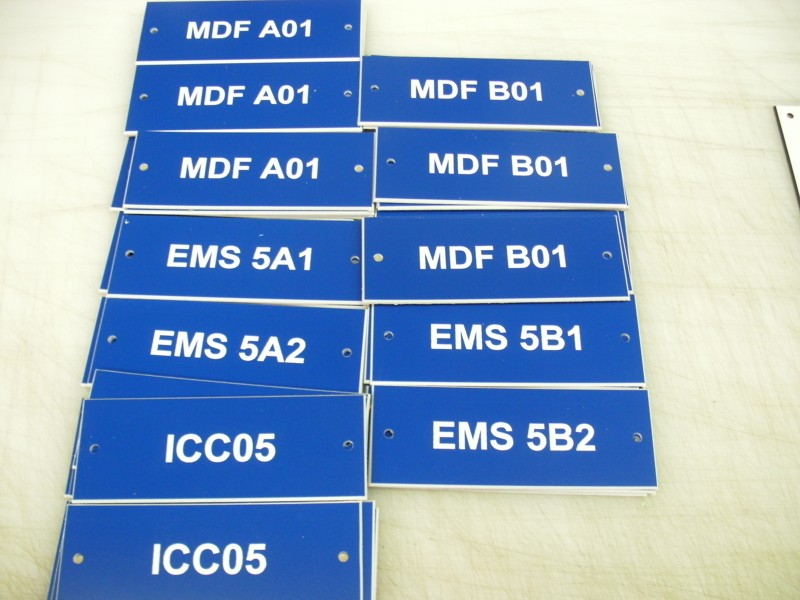 MDF A01
MDF A01
MDF A01
EMS 5A1
EMS 5A2
ICC05
ICC05
MDF B01
MDF B01
MDF B01
EMS 5B1
EMS 5B2